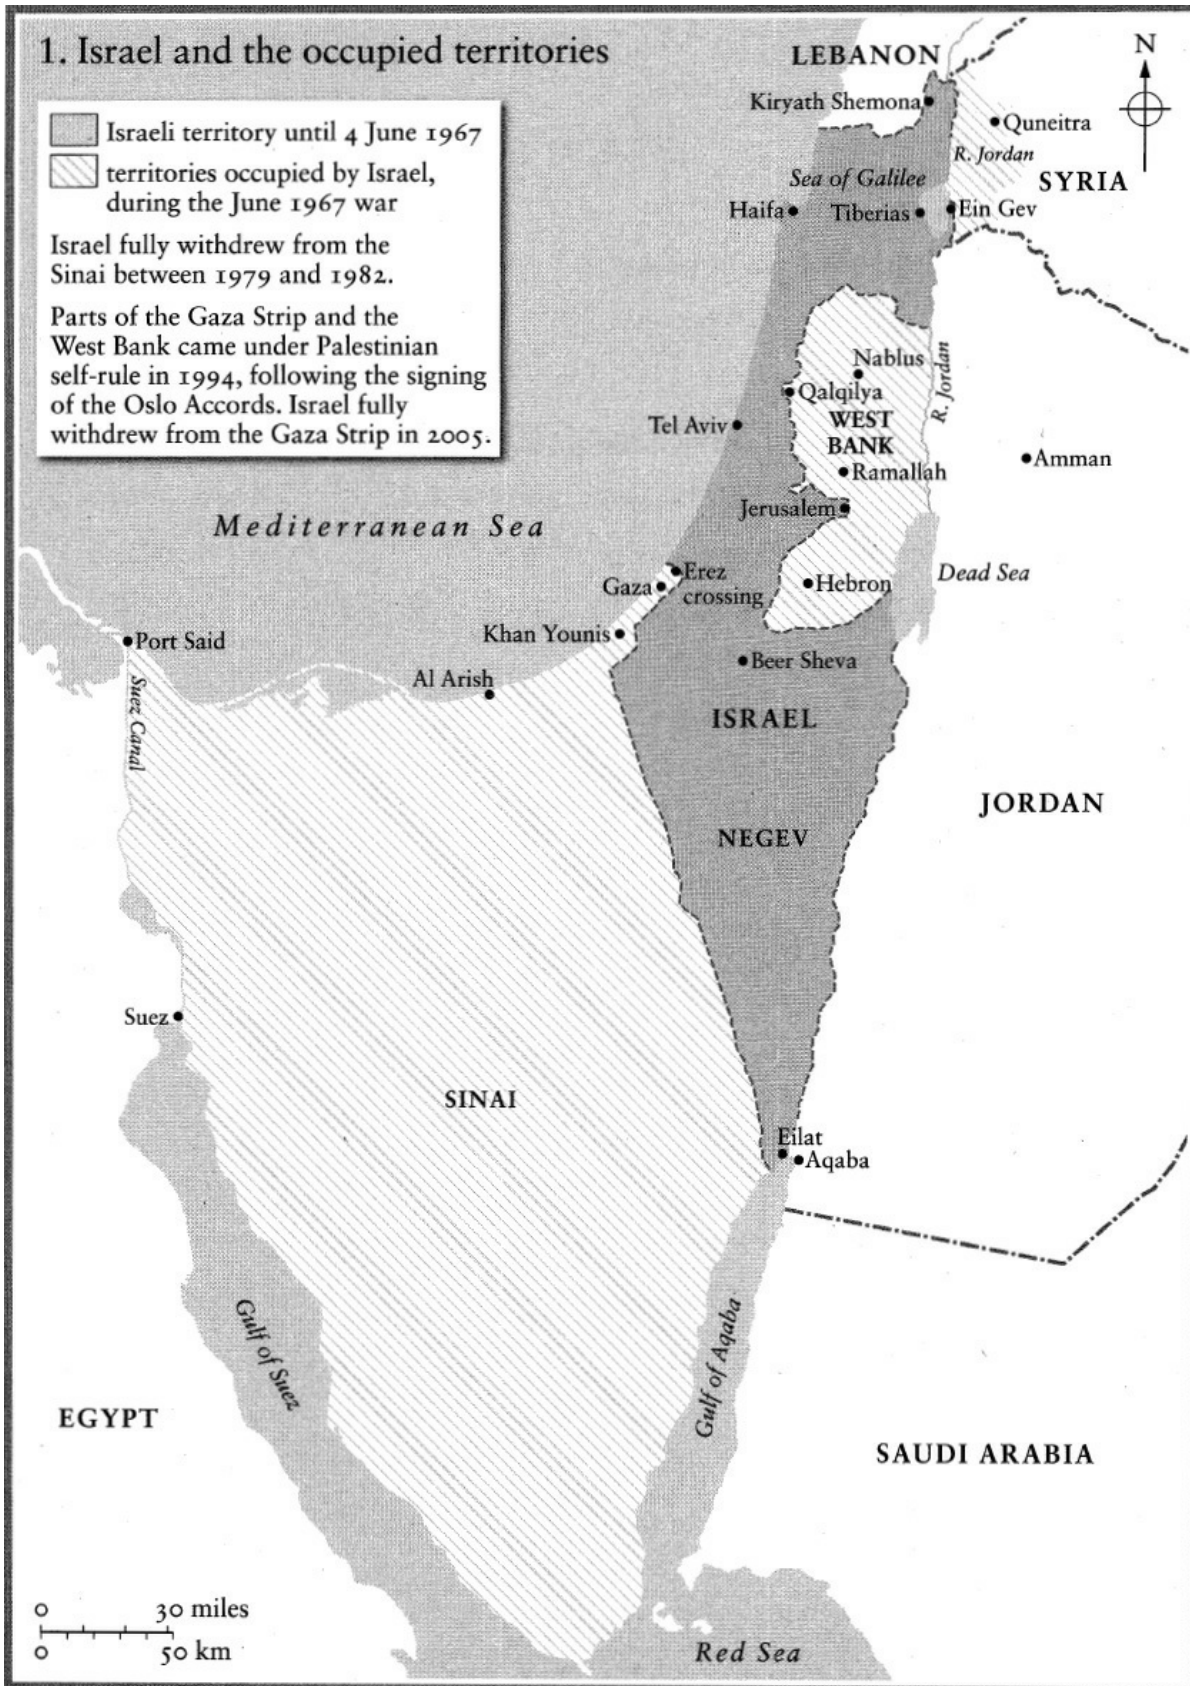 1. Israel and the occupied territories
Israeli territory until 4 June 1967
territories occupied by Israel,
during the June 1967 war
Israel fully withdrew from the
Sinai between 1979 and 1982.
Parts of the Gaza Strip and the
West Bank came under Palestinian
self-rule in 1994, following the signing
of the Oslo Accords. Israel fully
withdrew from the Gaza Strip in 2005.
LEBANON
N
Kiryath Shemona
Quneitra
R. Jordan
Sea of Galilee
SYRIA
Haifa
Tiberias
Ein Gev
Nablus
R. Jordan
Qalqilya
WEST
BANK
Tel Aviv
Amman
Ramallah
Jerusalem
Mediterranean Sea
Dead Sea
Erez
crossing
Gaza
Hebron
Khan Younis
Port Said
Beer Sheva
Al Arish
Suez Canal
ISRAEL
JORDAN
NEGEV
Suez
SINAI
Eilat
Aqaba
Gulf of Suez
Gulf of Aqaba
EGYPT
SAUDI ARABIA
0 30 miles
0 50 km
Red Sea